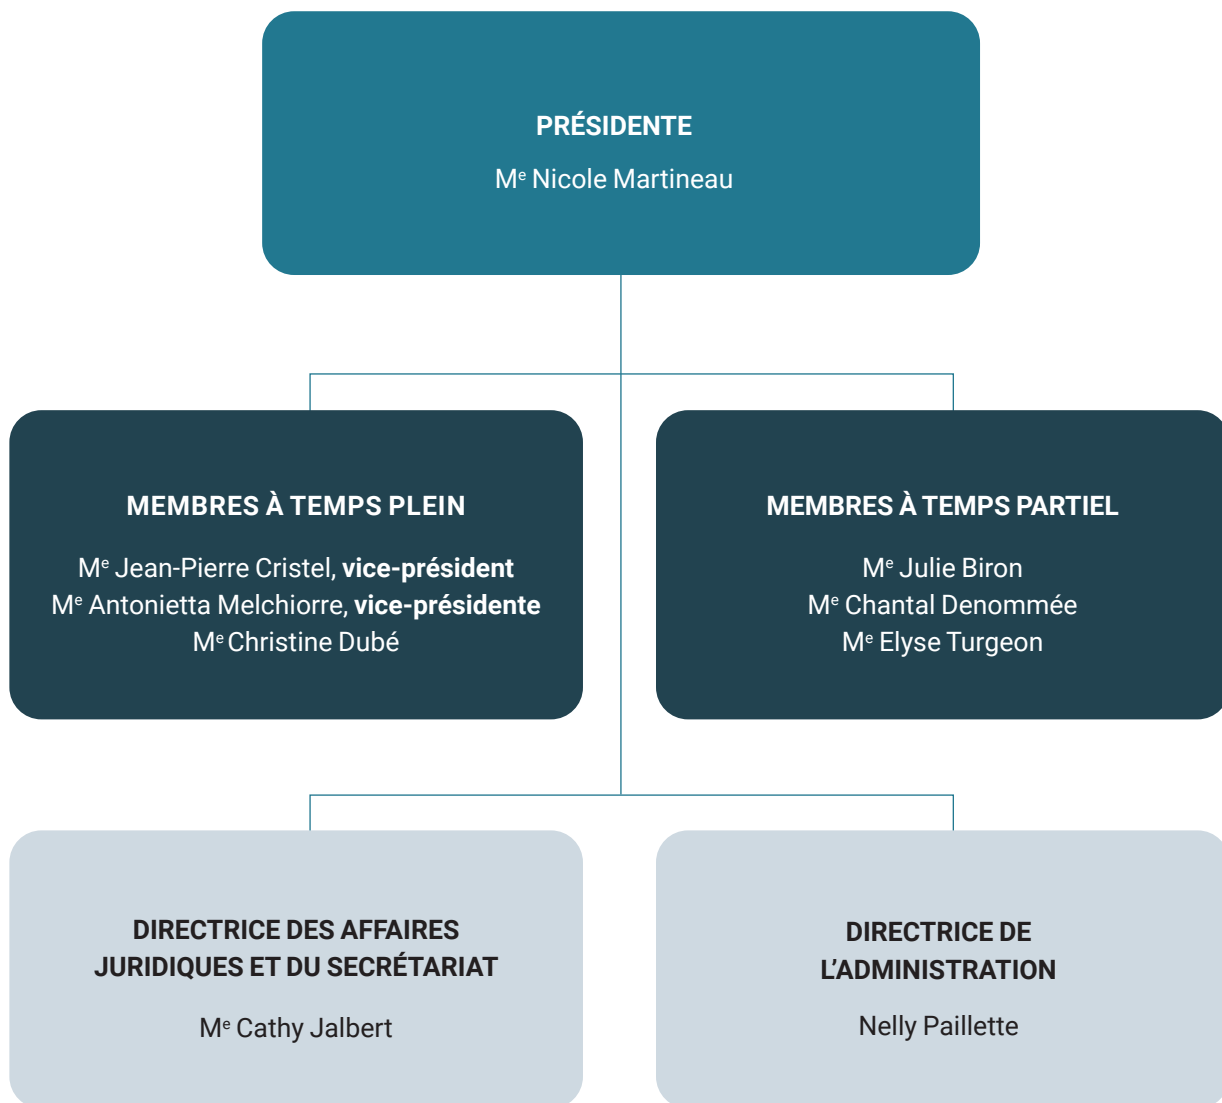 PRÉSIDENTE
Mᵉ Nicole Martineau
MEMBRES À TEMPS PLEIN
Mᵉ Jean-Pierre Cristel, vice-président
Mᵉ Antonietta Melchiorre, vice-présidente
Mᵉ Christine Dubé
MEMBRES À TEMPS PARTIEL
Mᵉ Julie Biron
Mᵉ Chantal Denommée
Mᵉ Elyse Turgeon
DIRECTRICE DES AFFAIRES
JURIDIQUES ET DU SECRÉTARIAT
Mᵉ Cathy Jalbert
DIRECTRICE DE
L’ADMINISTRATION
Nelly Paillette